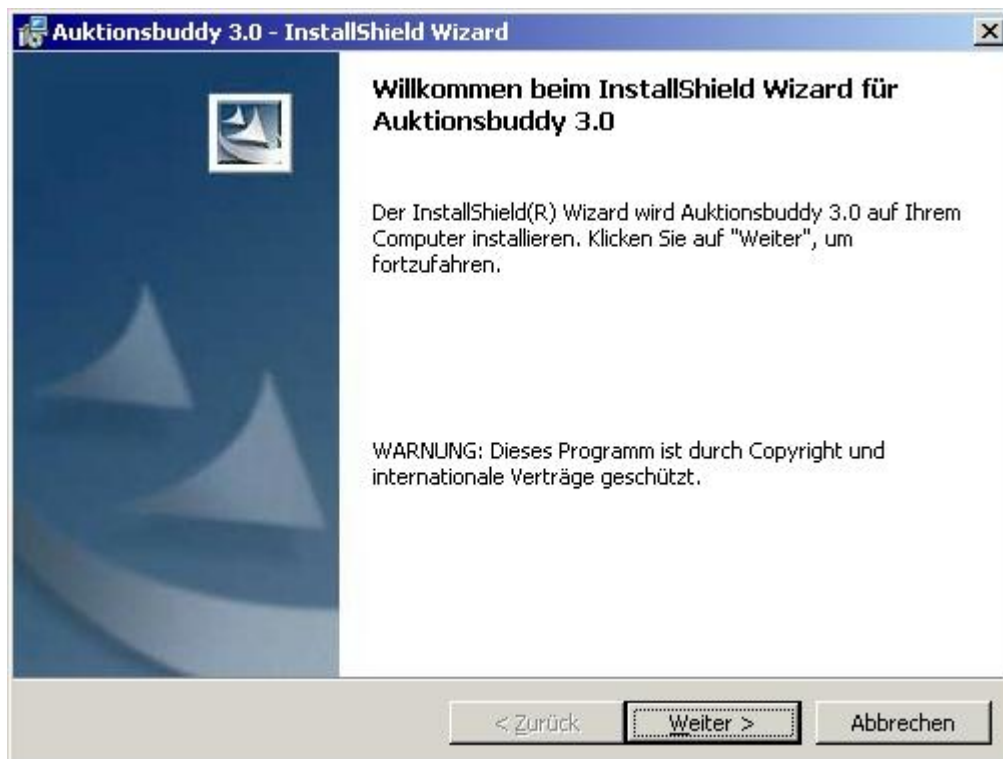 Auktionsbuddy 3.0 - InstallShield Wizard
Willkommen beim InstallShield Wizard für
Auktionsbuddy 3.0
Der InstallShield(R) Wizard wird Auktionsbuddy 3.0 auf Ihrem
Computer installieren. Klicken Sie auf "Weiter", um
fortzufahren.
WARNUNG: Dieses Programm ist durch Copyright und
internationale Verträge geschützt.
< Zurück
Weiter >
Abbrechen